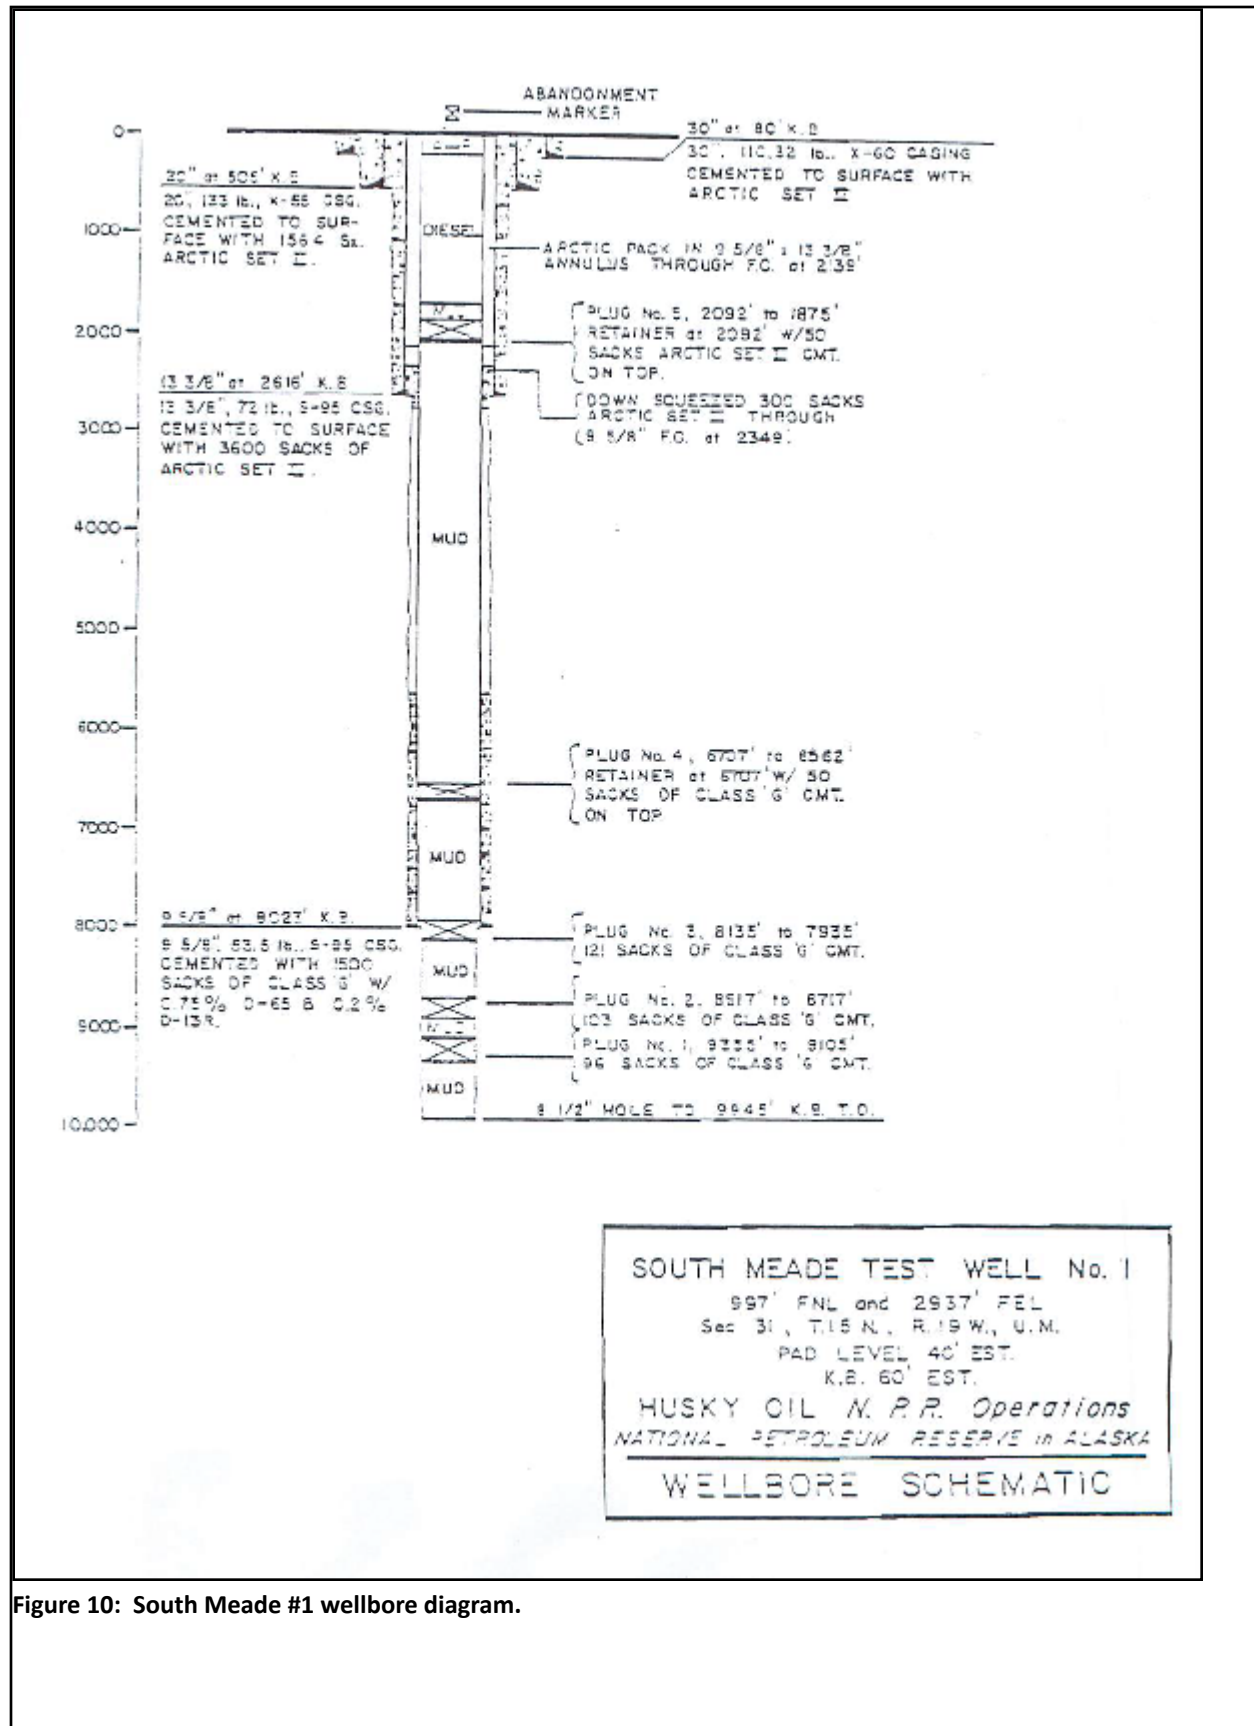 ABANDONMENT
MARKER
0
1000
2000
3000
4000
5000
6000
7000
8000
9000
10,000
30" at 80' K.B
30", 110.32 lb., X-60 CASING
CEMENTED TO SURFACE WITH
ARCTIC SET II
20" at 505' K.B
20", 133 lb., K-55 CSG.
CEMENTED TO SUR-
FACE WITH 1564 Sx.
ARCTIC SET II.
DIESEL
ARCTIC PACK IN 9 5/8" x 13 3/8"
ANNULUS THROUGH F.C. at 2139'
PLUG No. 5, 2092' to 1875'
RETAINER at 2092' W/50
SACKS ARCTIC SET II CMT.
ON TOP.
13 3/8" at 2616' K.B
13 3/8", 72 lb., S-95 CSG.
CEMENTED TO SURFACE
WITH 3600 SACKS OF
ARCTIC SET II.
DOWN SQUEEZED 300 SACKS
ARCTIC SET II THROUGH
9 5/8" F.C. at 2349'.
MUD
PLUG No. 4, 6707' to 6562'
RETAINER at 6707' W/ 50
SACKS OF CLASS 'G' CMT.
ON TOP
MUD
9 5/8" at 8027' K.B.
9 5/8", 53.5 lb., S-95 CSG.
CEMENTED WITH 1500
SACKS OF CLASS 'G' W/
0.75% D-65 & 0.2%
D-13R.
PLUG No. 3, 8135' to 7935'
121 SACKS OF CLASS 'G' CMT.
MUD
PLUG No. 2, to
103 SACKS OF CLASS 'G' CMT.
PLUG No. 1, to 9105'
96 SACKS OF CLASS 'G' CMT.
MUD
8 1/2" HOLE TO 9945' K.B. T.D.
SOUTH MEADE TEST WELL No. 1
997' FNL and 2937' FEL
Sec 31, T.15 N., R.19 W., U.M.
PAD LEVEL 40' EST.
K.B. 60' EST.
HUSKY OIL N. P. R. Operations
NATIONAL PETROLEUM RESERVE in ALASKA
WELLBORE SCHEMATIC
Figure 10: South Meade #1 wellbore diagram.